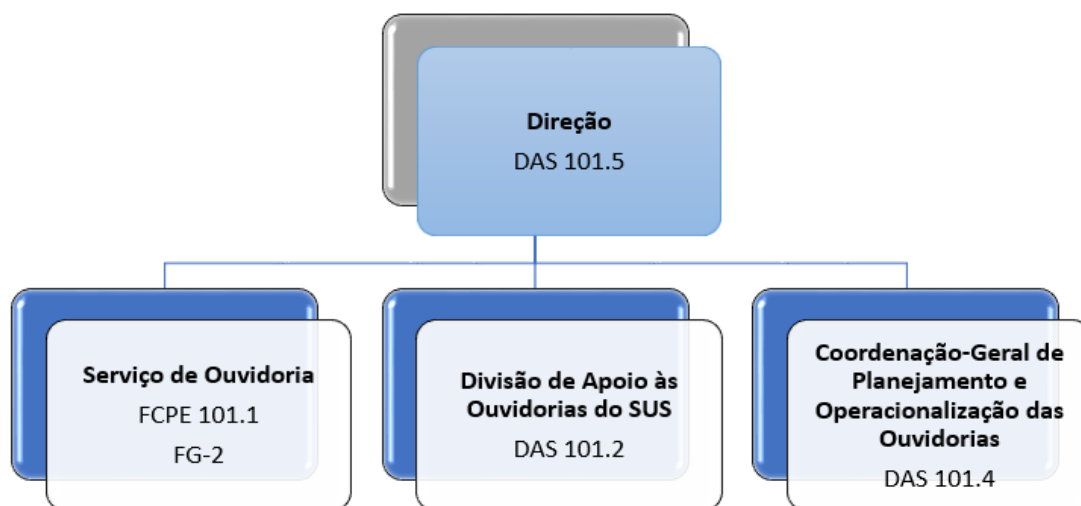 Direção
DAS 101.5
Serviço de Ouvidoria
FCPE 101.1
FG-2
Divisão de Apoio às
Ouvidorias do SUS
DAS 101.2
Coordenação-Geral de
Planejamento e
Operacionalização das
Ouvidorias
DAS 101.4